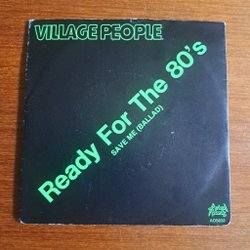 VILLAGE PEOPLE
Ready For The 80's
SAVE ME (BALLAD)